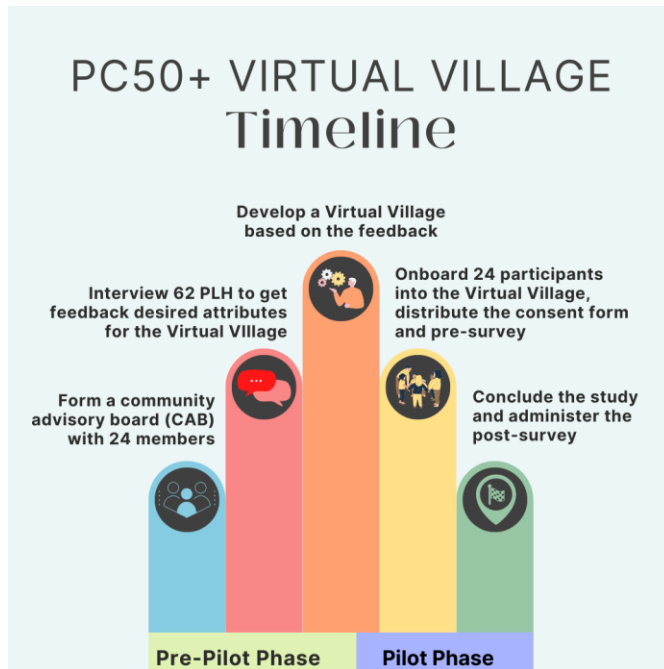 PC50+ VIRTUAL VILLAGE
Timeline
Develop a Virtual Village
based on the feedback
Interview 62 PLH to get
feedback desired attributes
for the Virtual VIllage
Onboard 24 participants
into the Virtual Village,
distribute the consent form
and pre-survey
Form a community
advisory board (CAB)
with 24 members
Conclude the study
and administer the
post-survey
Pre-Pilot Phase
Pilot Phase